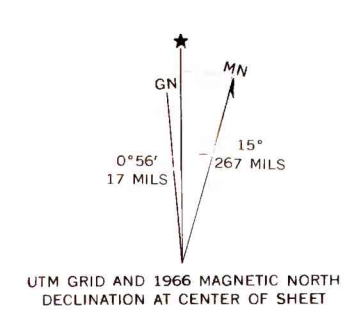 MN
GN
15°
0°56′
267 MILS
17 MILS
UTM GRID AND 1966 MAGNETIC NORTH
DECLINATION AT CENTER OF SHEET